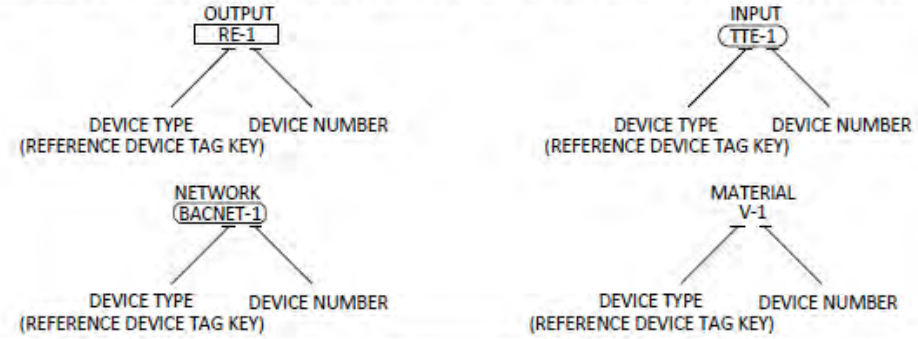 OUTPUT
RE-1
DEVICE TYPE
(REFERENCE DEVICE TAG KEY)
DEVICE NUMBER
INPUT
TTE-1
DEVICE TYPE
(REFERENCE DEVICE TAG KEY)
DEVICE NUMBER
NETWORK
BACNET-1
DEVICE TYPE
(REFERENCE DEVICE TAG KEY)
DEVICE NUMBER
MATERIAL
V-1
DEVICE TYPE
(REFERENCE DEVICE TAG KEY)
DEVICE NUMBER